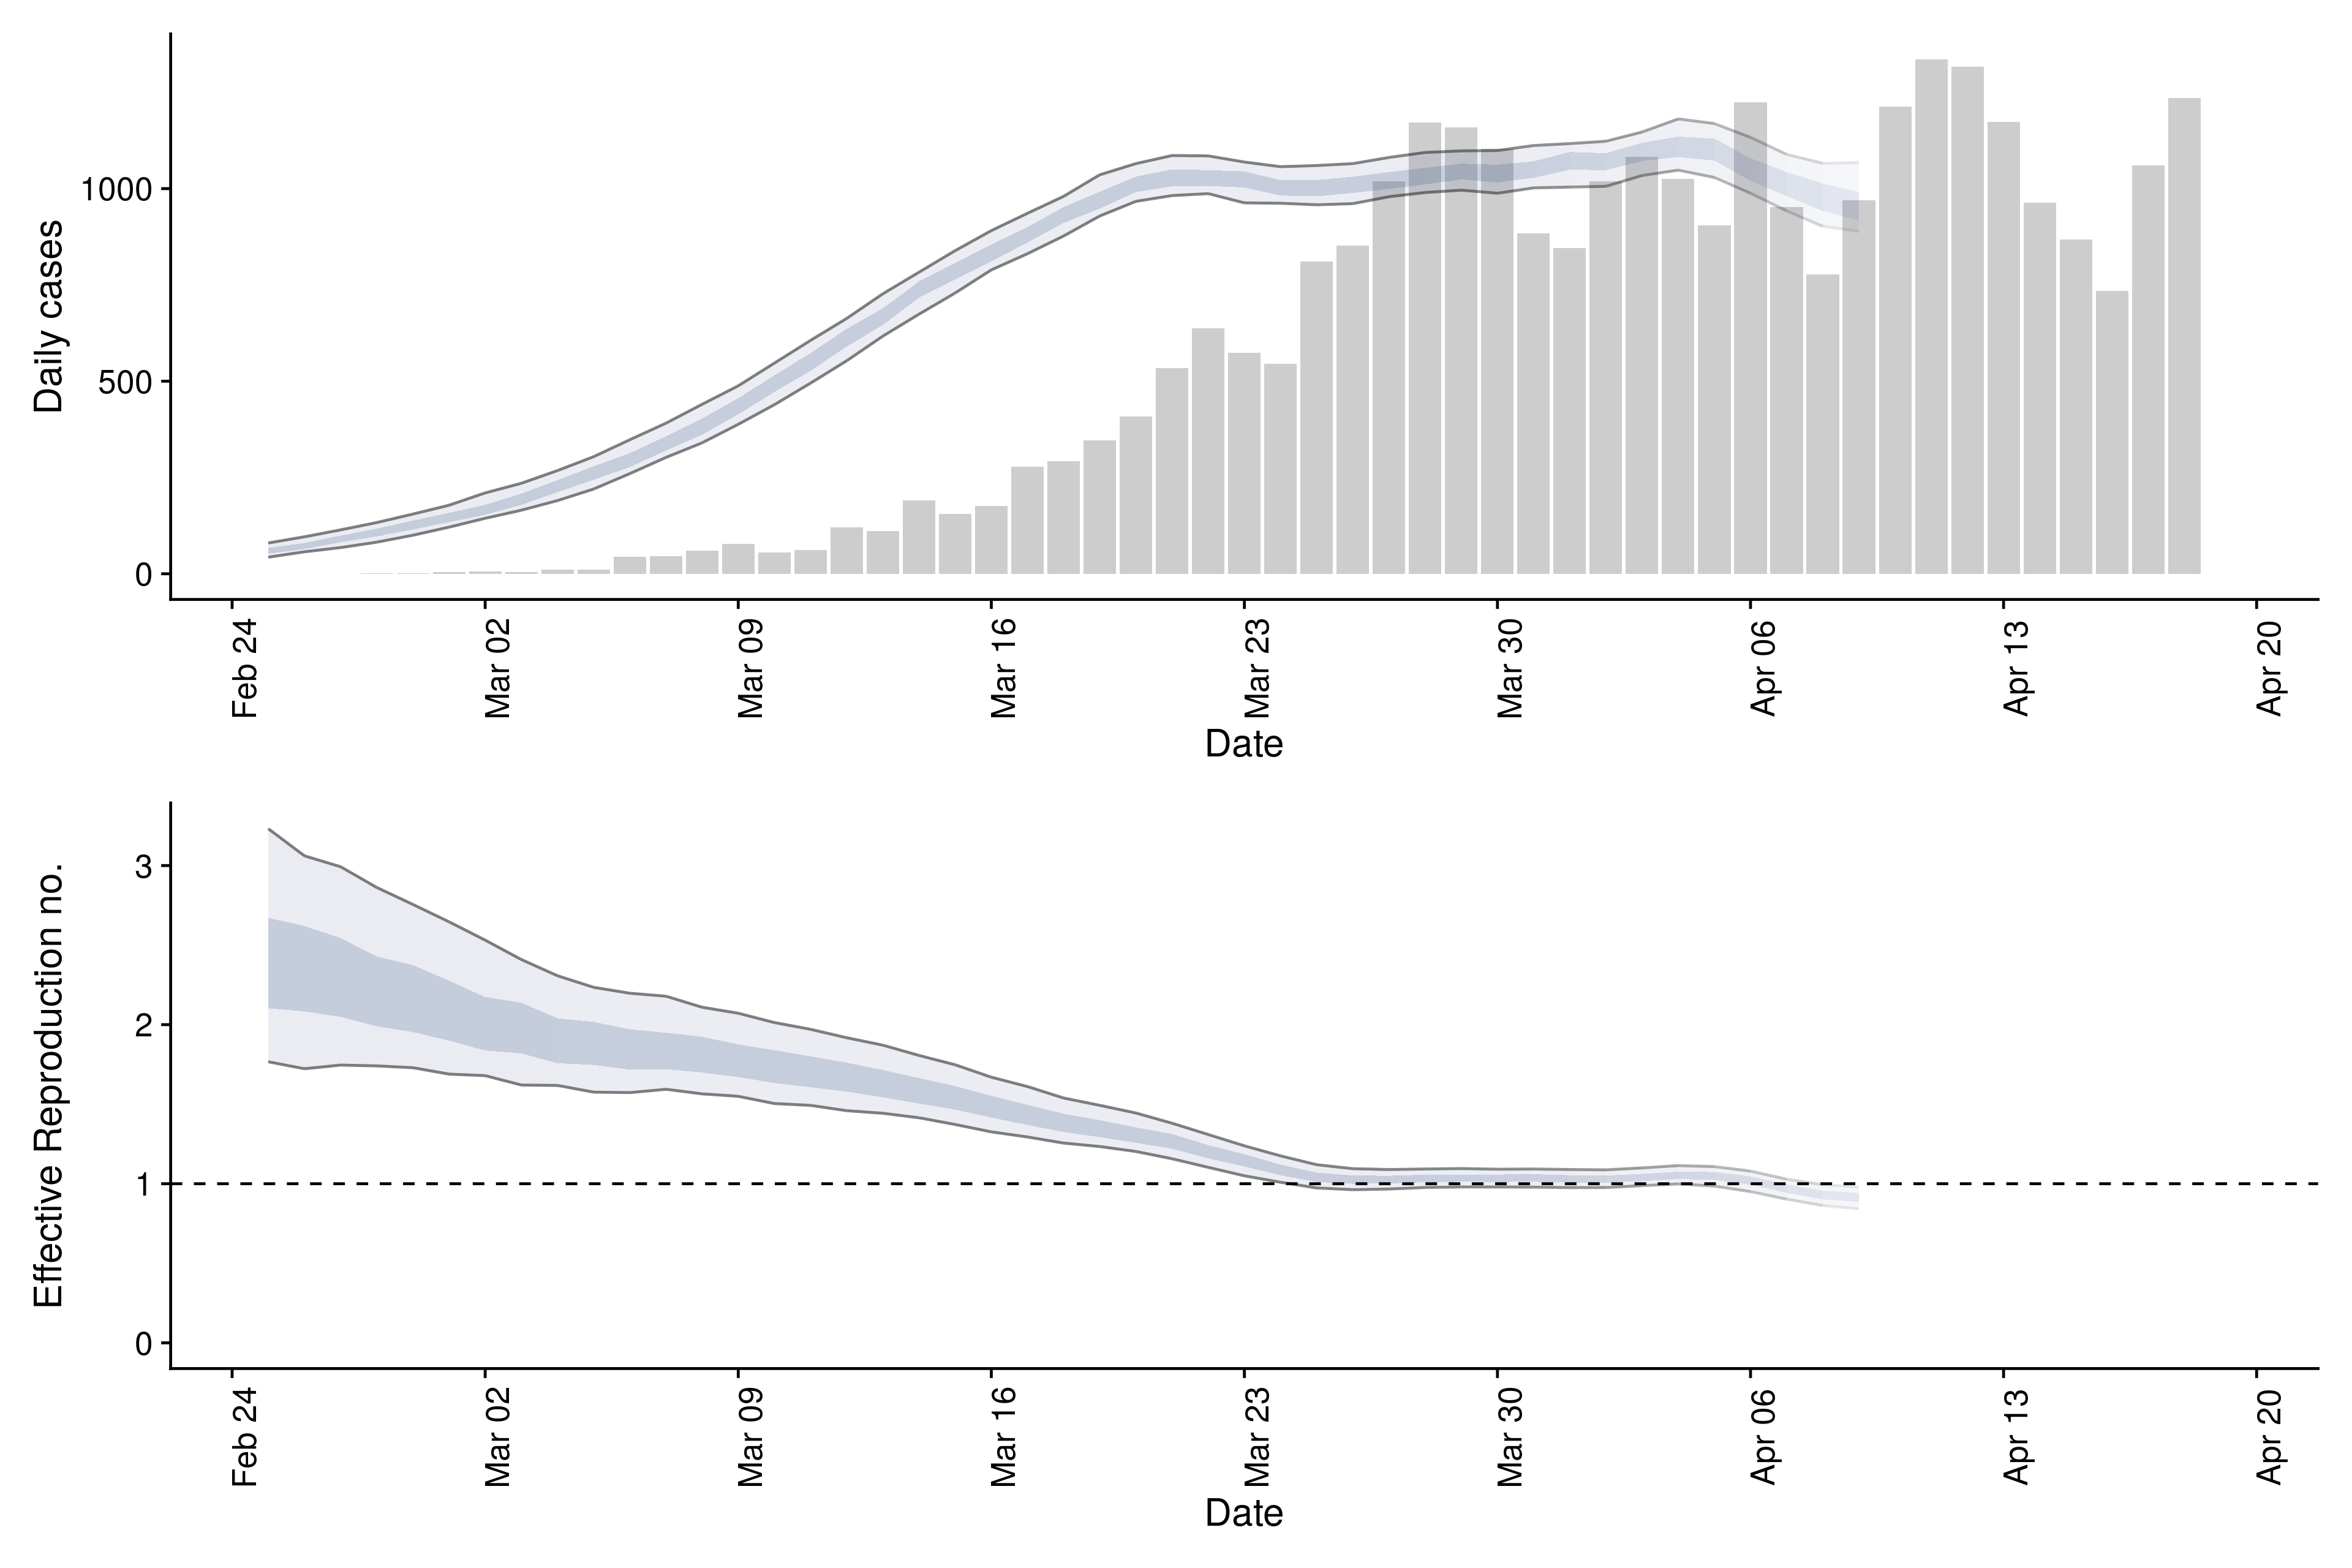 Daily cases
1000
500
0
Feb 24
Mar 02
Mar 09
Mar 16
Mar 23
Mar 30
Apr 06
Apr 13
Apr 20
Date
Effective Reproduction no.
3
2
1
0
Feb 24
Mar 02
Mar 09
Mar 16
Mar 23
Mar 30
Apr 06
Apr 13
Apr 20
Date